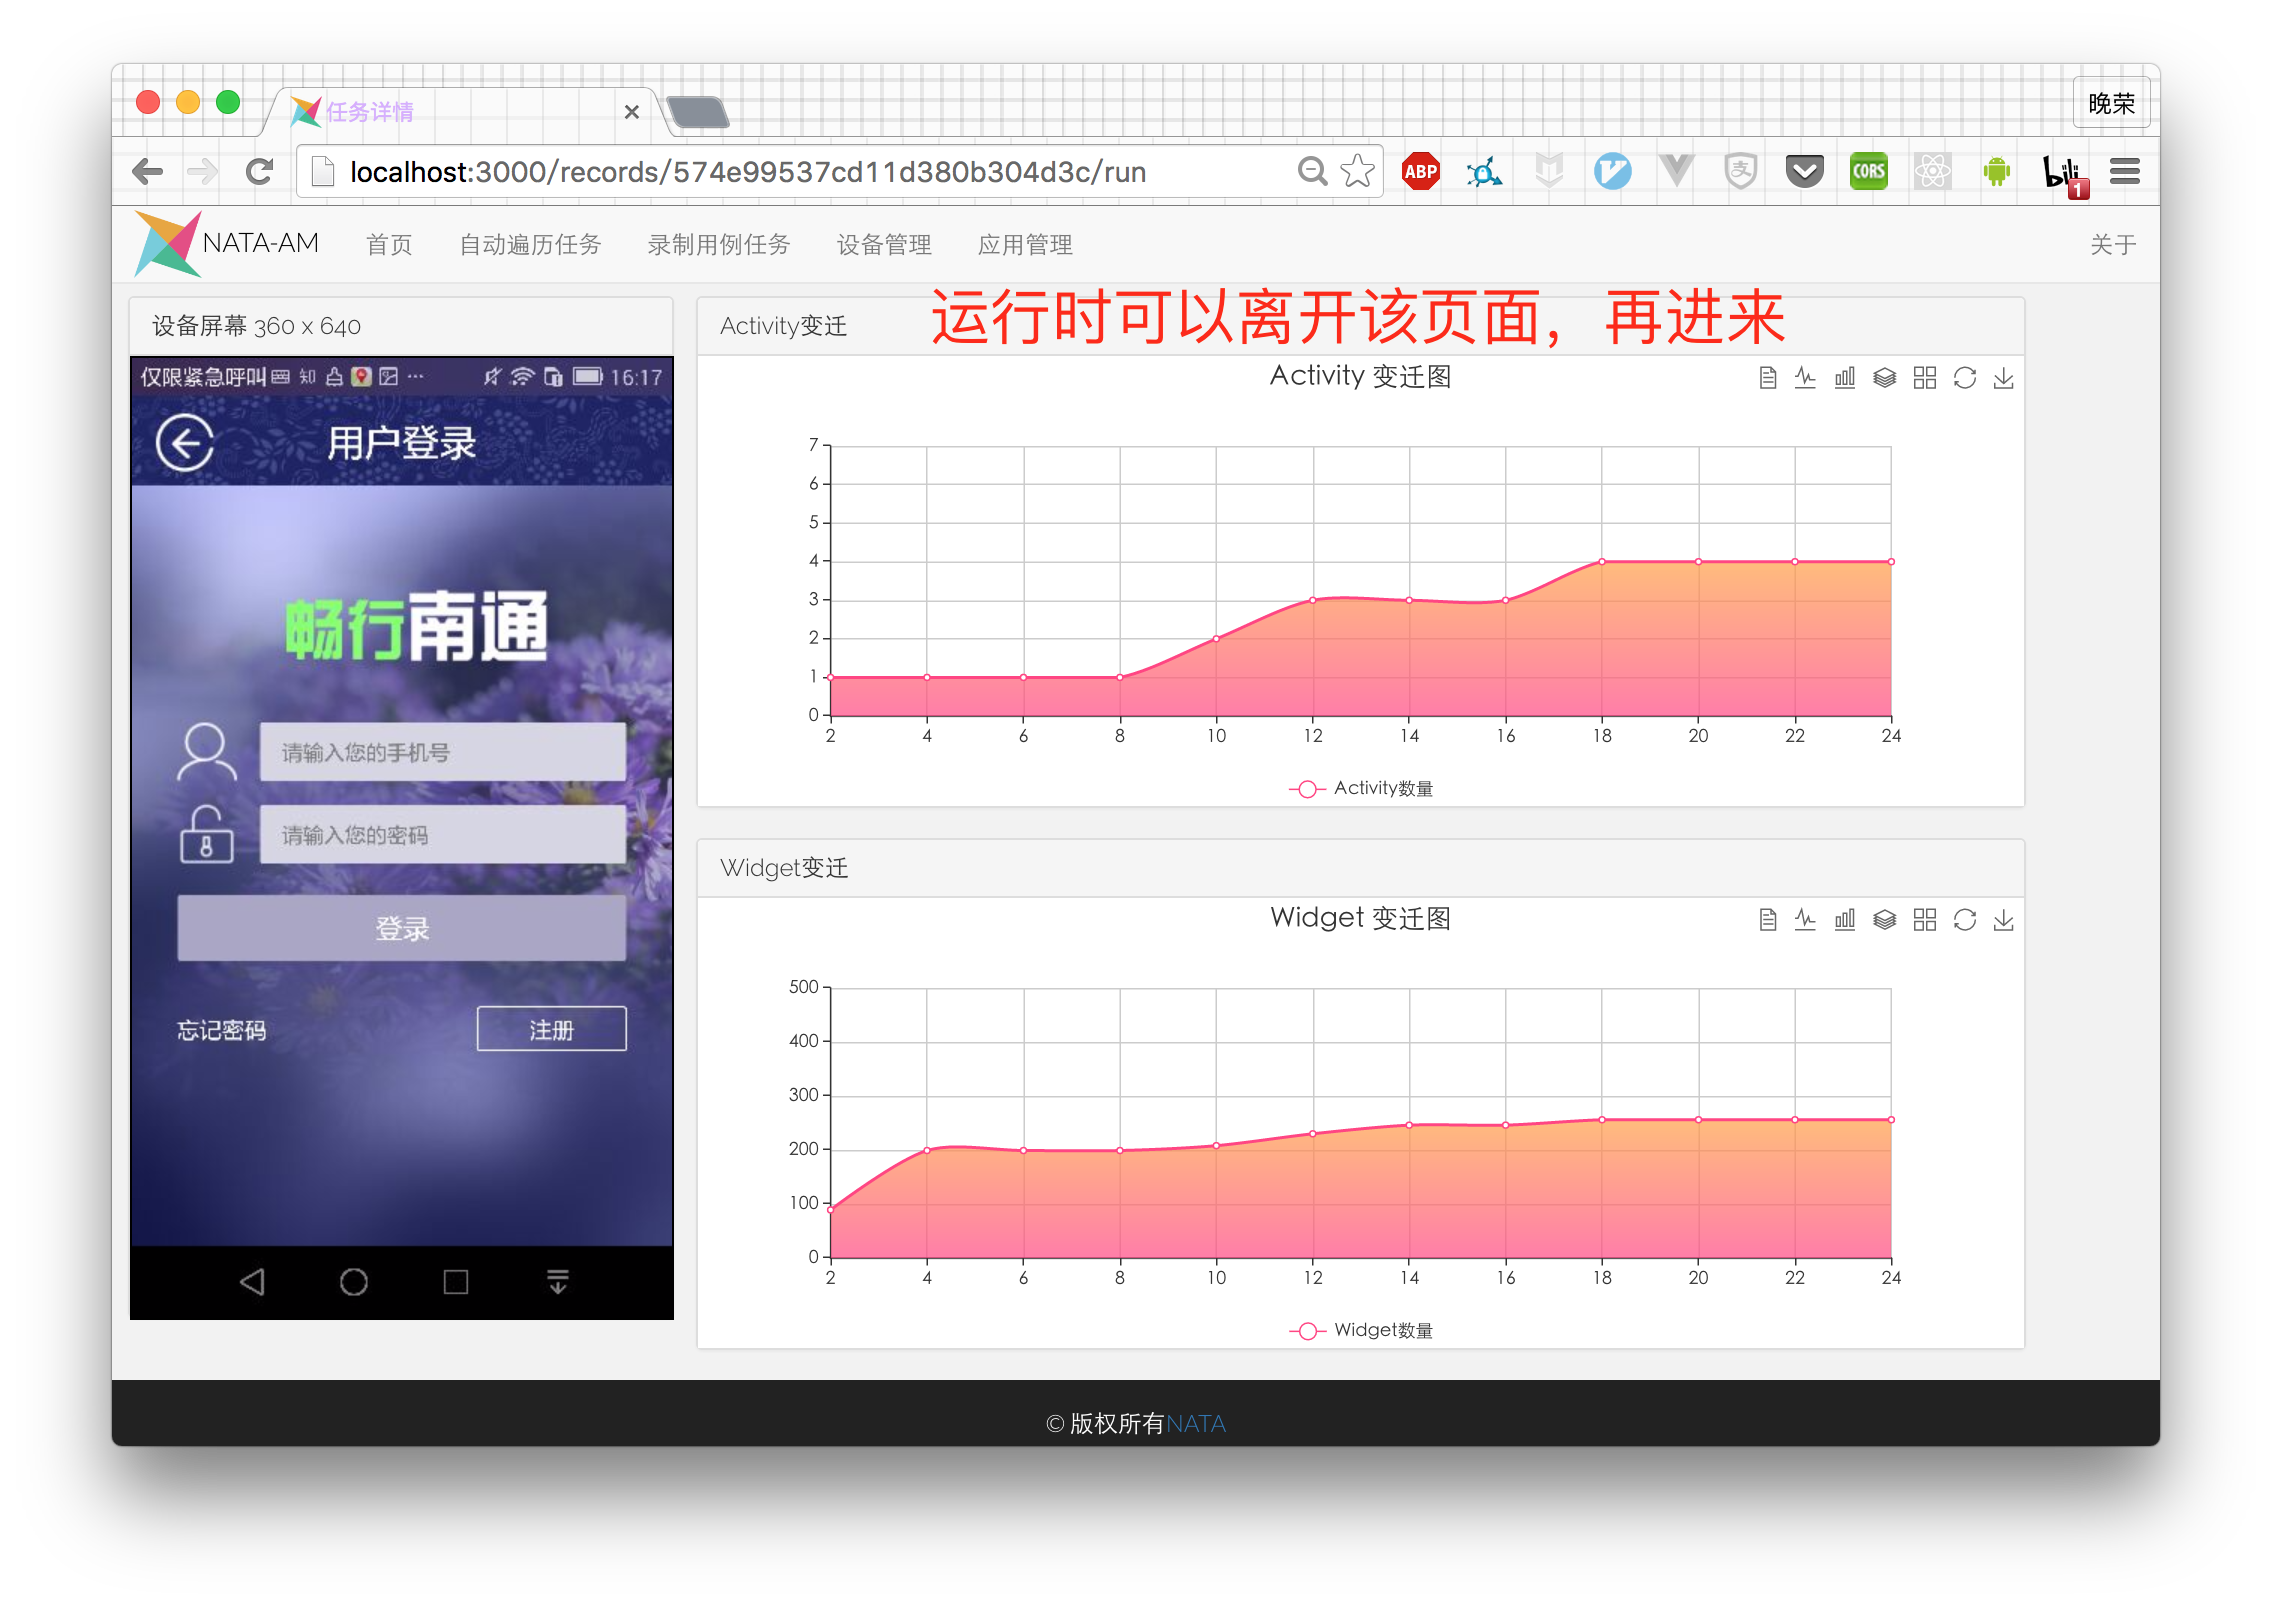 任务详情
晚荣
localhost:3000/records/574e99537cd11d380b304d3c/run
ABP
CORS
bili
1
NATA-AM 首页 自动遍历任务 录制用例任务 设备管理 应用管理 关于
设备屏幕 360 x 640
仅限紧急呼叫 知 ··· 16:17
用户登录
畅行南通
请输入您的手机号
请输入您的密码
登录
忘记密码 注册
Activity变迁
运行时可以离开该页面，再进来
Activity 变迁图
7
6
5
4
3
2
1
0
2 4 6 8 10 12 14 16 18 20 22 24
Activity数量
Widget变迁
Widget 变迁图
500
400
300
200
100
0
2 4 6 8 10 12 14 16 18 20 22 24
Widget数量
© 版权所有NATA